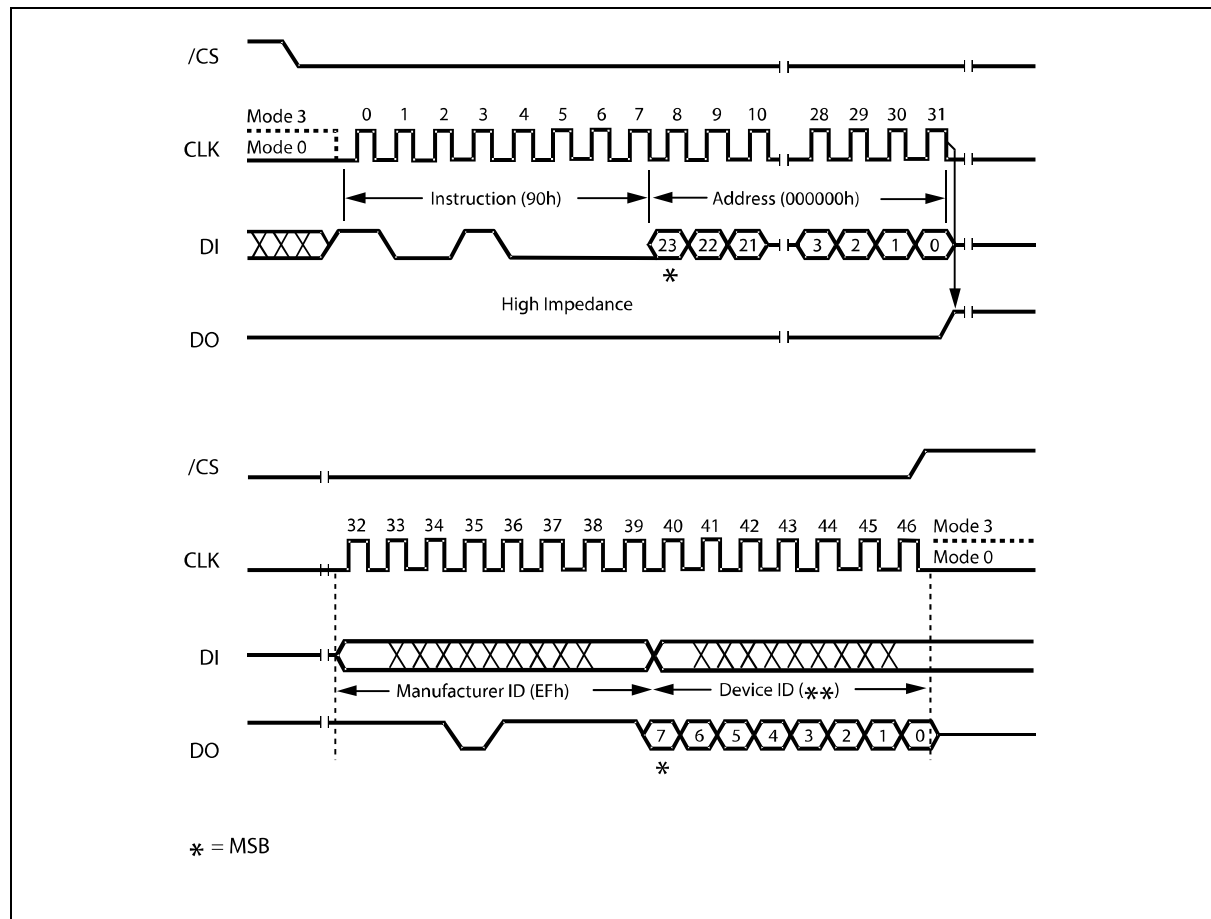 /CS
Mode 3
0 1 2 3 4 5 6 7 8 9 10 28 29 30 31
CLK
Mode 0
Instruction (90h)
Address (000000h)
DI
23 22 21 3 2 1 0
*
High Impedance
DO
/CS
32 33 34 35 36 37 38 39 40 41 42 43 44 45 46
Mode 3
CLK
Mode 0
DI
Manufacturer ID (EFh)
Device ID (**)
DO
7 6 5 4 3 2 1 0
*
* = MSB